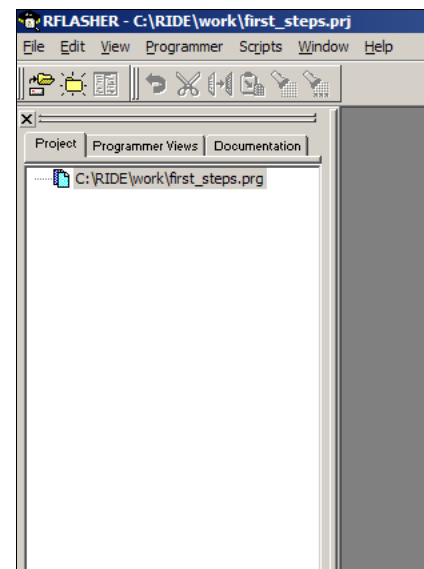 RFLASHER - C:\RIDE\work\first_steps.prj
File Edit View Programmer Scripts Window Help
Project Programmer Views Documentation
C:\RIDE\work\first_steps.prg